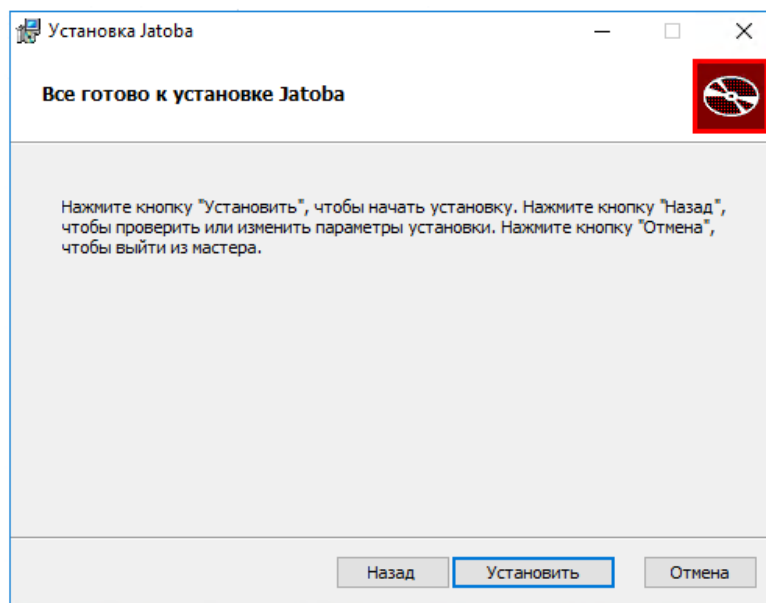 Установка Jatoba
Все готово к установке Jatoba
Нажмите кнопку "Установить", чтобы начать установку. Нажмите кнопку "Назад",
чтобы проверить или изменить параметры установки. Нажмите кнопку "Отмена",
чтобы выйти из мастера.
Назад Установить Отмена